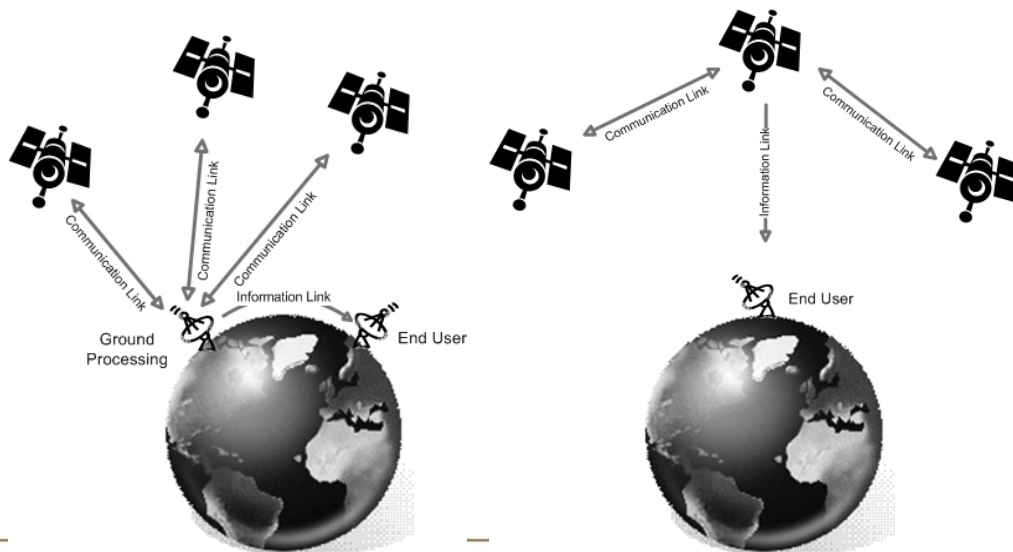 Communication Link
Communication Link
Communication Link
Information Link
Ground
Processing
End User
Communication Link
Communication Link
Information Link
End User